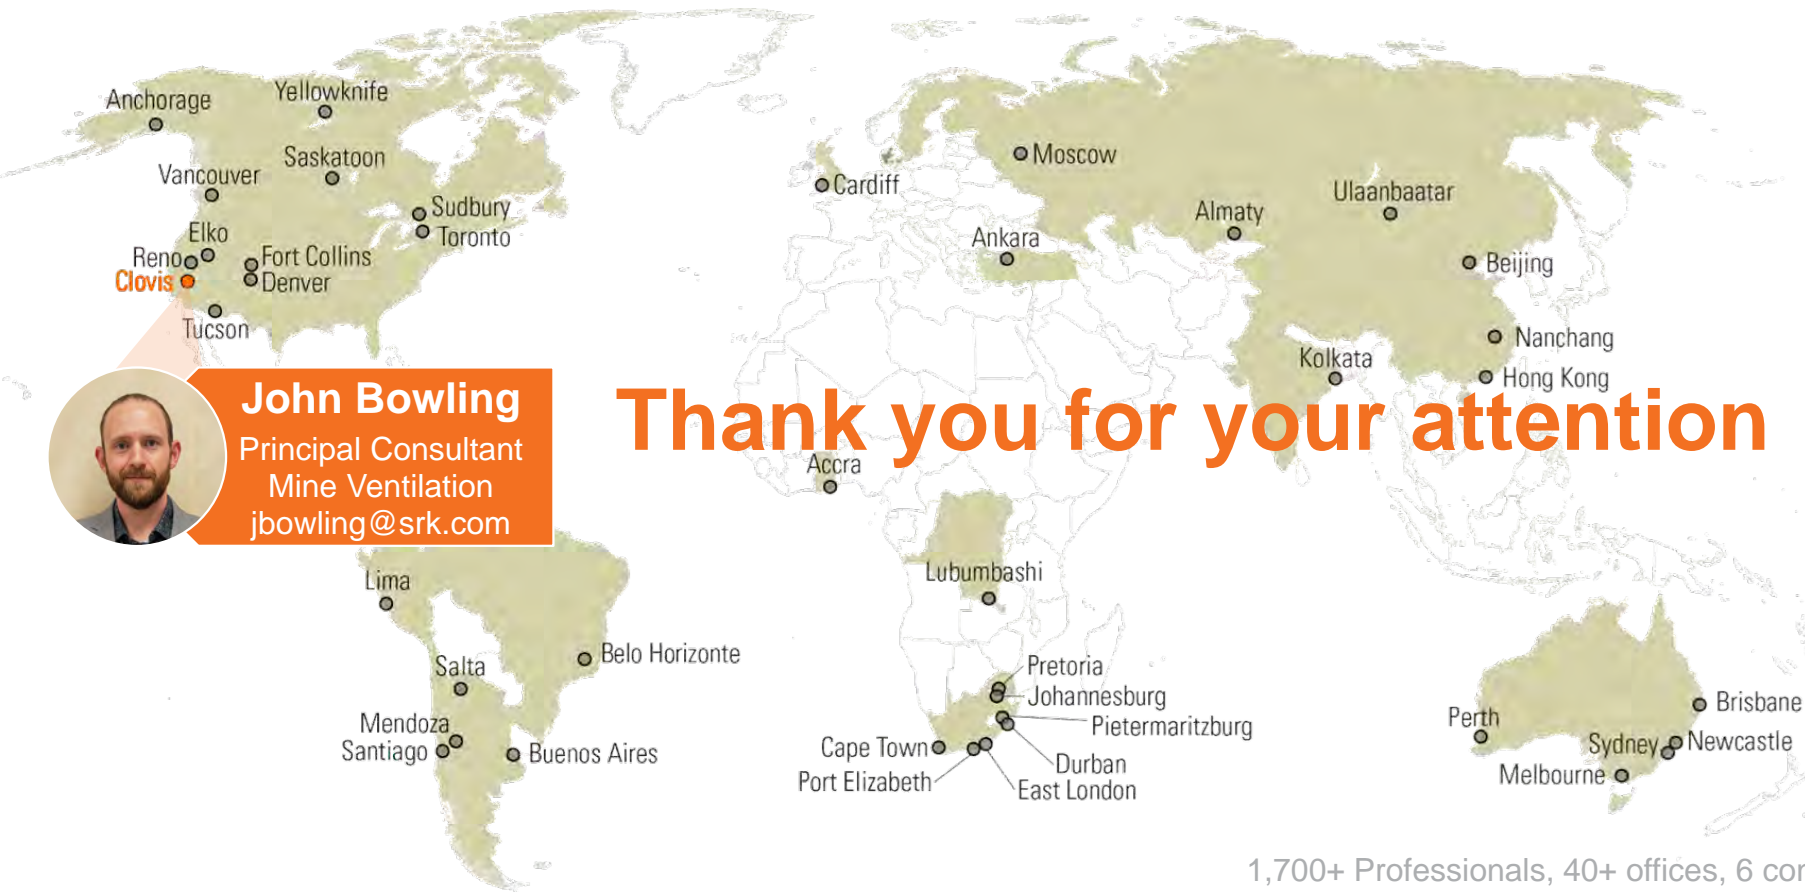 Anchorage
Yellowknife
Vancouver
Saskatoon
Sudbury
Toronto
Elko
Reno
Fort Collins
Clovis
Denver
Tucson
Cardiff
Moscow
Ankara
Almaty
Ulaanbaatar
Beijing
Nanchang
Kolkata
Hong Kong
John Bowling
Principal Consultant
Mine Ventilation
jbowling@srk.com
Thank you for your attention
Accra
Lima
Lubumbashi
Belo Horizonte
Salta
Mendoza
Santiago
Buenos Aires
Pretoria
Johannesburg
Pietermaritzburg
Cape Town
Durban
Port Elizabeth
East London
Perth
Brisbane
Sydney
Newcastle
Melbourne
1,700+ Professionals, 40+ offices, 6